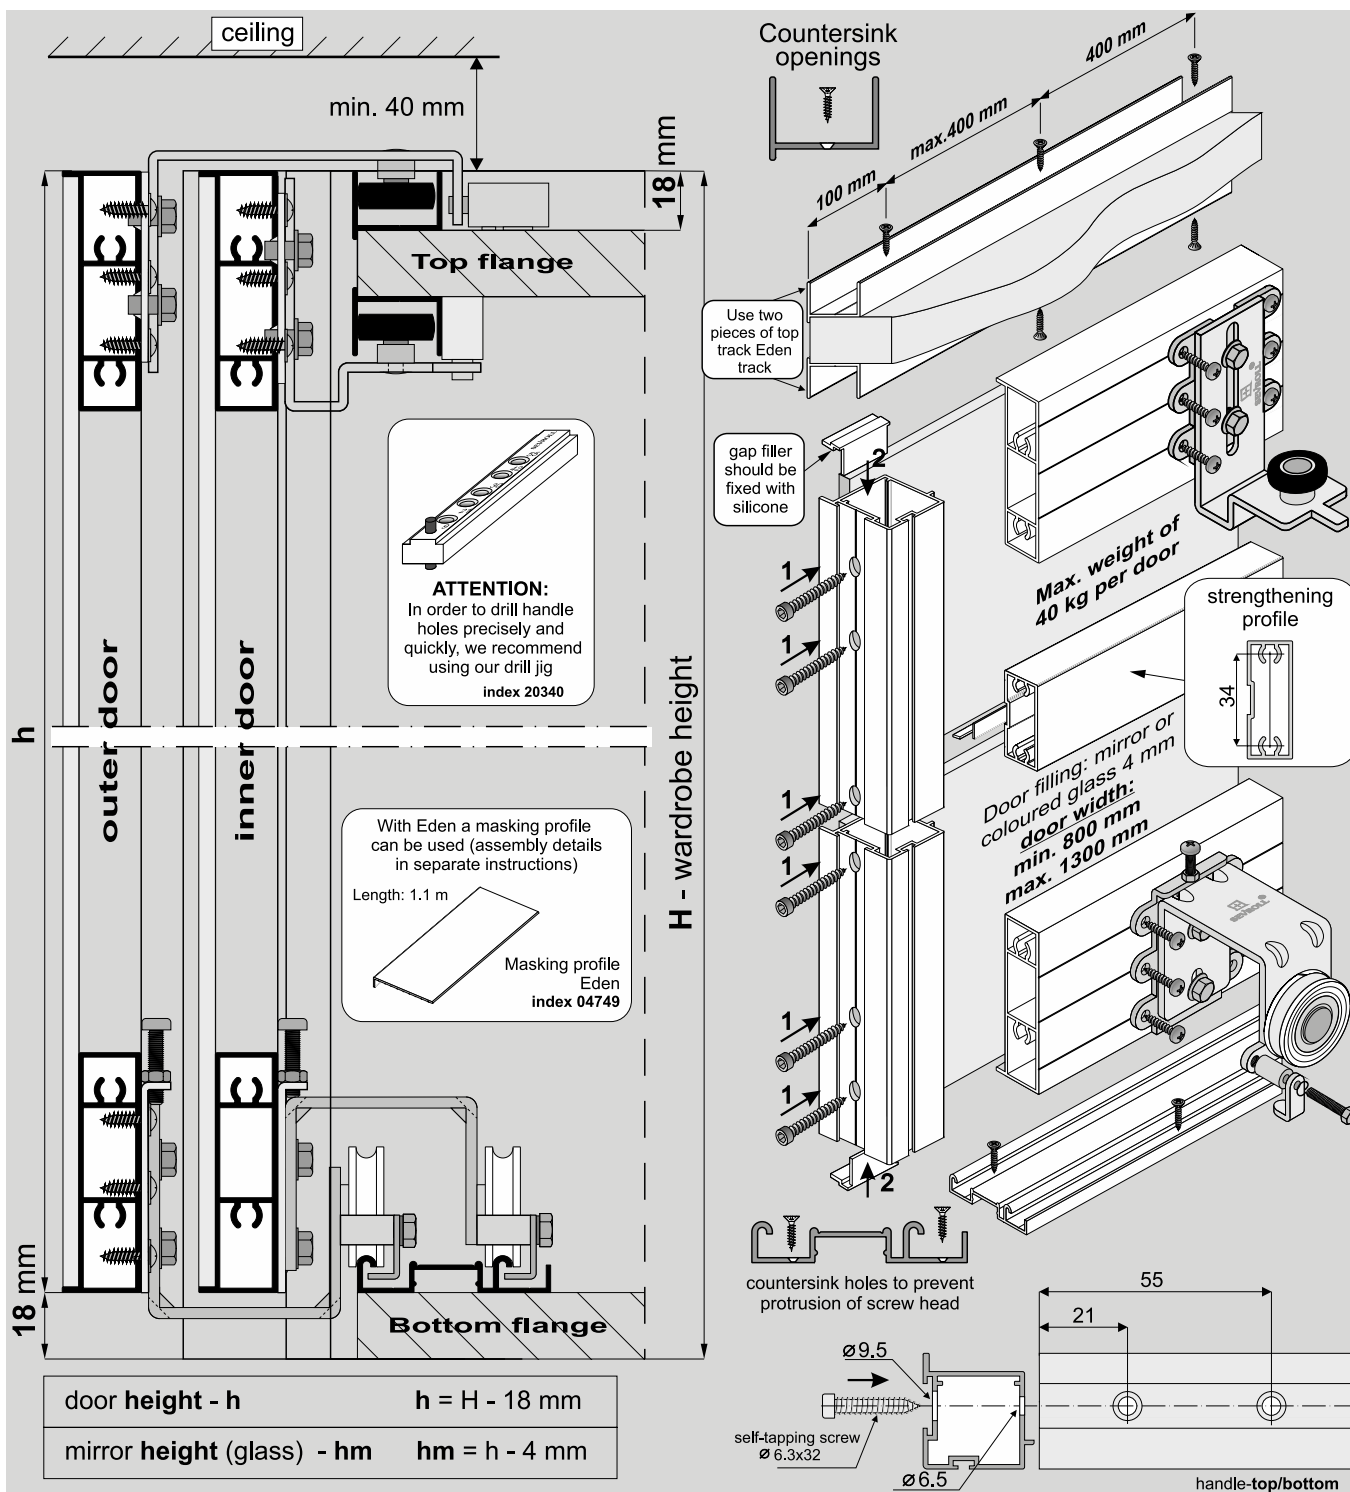 ceiling
min. 40 mm
18 mm
Top flange
h
outer door
inner door
H - wardrobe height
ATTENTION:
In order to drill handle
holes precisely and
quickly, we recommend
using our drill jig
index 20340
With Eden a masking profile
can be used (assembly details
in separate instructions)
Length: 1.1 m
Masking profile
Eden
index 04749
18 mm
Bottom flange
door height - h h = H - 18 mm
mirror height (glass) - hm hm = h - 4 mm
Countersink
openings
100 mm
max.400 mm
400 mm
Use two
pieces of top
track Eden
track
gap filler
should be
fixed with
silicone
2
1
1
1
1
1
1
2
Max. weight of
40 kg per door
strengthening
profile
34
Door filling: mirror or
coloured glass 4 mm
door width:
min. 800 mm
max. 1300 mm
SEVROLL®
SEVROLL®
countersink holes to prevent
protrusion of screw head
55
21
ø9.5
self-tapping screw
ø 6.3x32
ø6.5
handle-top/bottom